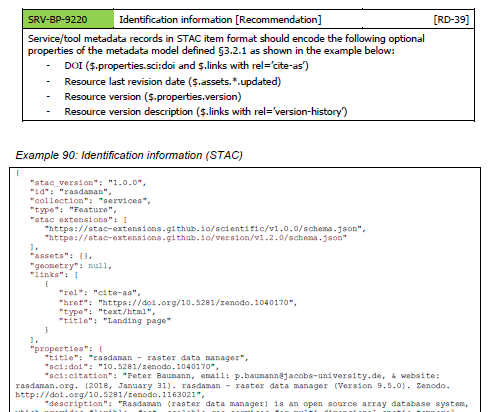 SRV-BP-9220 Identification information [Recommendation] [RD-39]
Service/tool metadata records in STAC item format should encode the following optional
properties of the metadata model defined §3.2.1 as shown in the example below:
- DOI ($.properties.sci:doi and $.links with rel='cite-as')
- Resource last revision date ($.assets.*.updated)
- Resource version ($.properties.version)
- Resource version description ($.links with rel='version-history')
Example 90: Identification information (STAC)
{
"stac_version": "1.0.0",
"id": "rasdaman",
"collection": "services",
"type": "Feature",
"stac extensions": [
"https://stac-extensions.github.io/scientific/v1.0.0/schema.json",
"https://stac-extensions.github.io/version/v1.2.0/schema.json"
],
"assets": {},
"geometry": null,
"links": [
{
"rel": "cite-as",
"href": "https://doi.org/10.5281/zenodo.1040170",
"type": "text/html",
"title": "Landing page"
}
],
"properties": {
"title": "rasdaman - raster data manager",
"sci:doi": "10.5281/zenodo.1040170",
"sci:citation": "Peter Baumann, email: p.baumann@jacobs-university.de, & website:
rasdaman.org. (2018, January 31). rasdaman - raster data manager (Version 9.5.0). Zenodo.
http://doi.org/10.5281/zenodo.1163021",
"description": "Rasdaman (raster data manager) is an open source array database system,